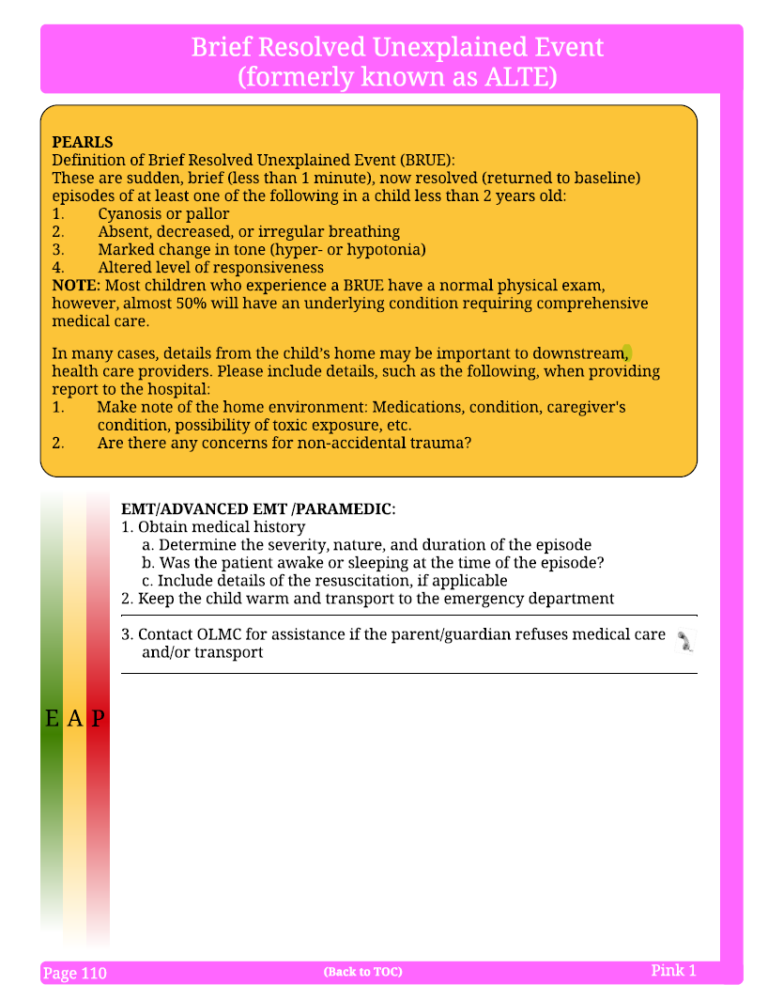 Brief Resolved Unexplained Event
(formerly known as ALTE)
PEARLS
Definition of Brief Resolved Unexplained Event (BRUE):
These are sudden, brief (less than 1 minute), now resolved (returned to baseline)
episodes of at least one of the following in a child less than 2 years old:
1. Cyanosis or pallor
2. Absent, decreased, or irregular breathing
3. Marked change in tone (hyper- or hypotonia)
4. Altered level of responsiveness
NOTE: Most children who experience a BRUE have a normal physical exam,
however, almost 50% will have an underlying condition requiring comprehensive
medical care.
In many cases, details from the child’s home may be important to downstream,
health care providers. Please include details, such as the following, when providing
report to the hospital:
1. Make note of the home environment: Medications, condition, caregiver's
condition, possibility of toxic exposure, etc.
2. Are there any concerns for non-accidental trauma?
EMT/ADVANCED EMT /PARAMEDIC:
1. Obtain medical history
a. Determine the severity, nature, and duration of the episode
b. Was the patient awake or sleeping at the time of the episode?
c. Include details of the resuscitation, if applicable
2. Keep the child warm and transport to the emergency department
3. Contact OLMC for assistance if the parent/guardian refuses medical care
and/or transport
E A P
Page 110 (Back to TOC) Pink 1